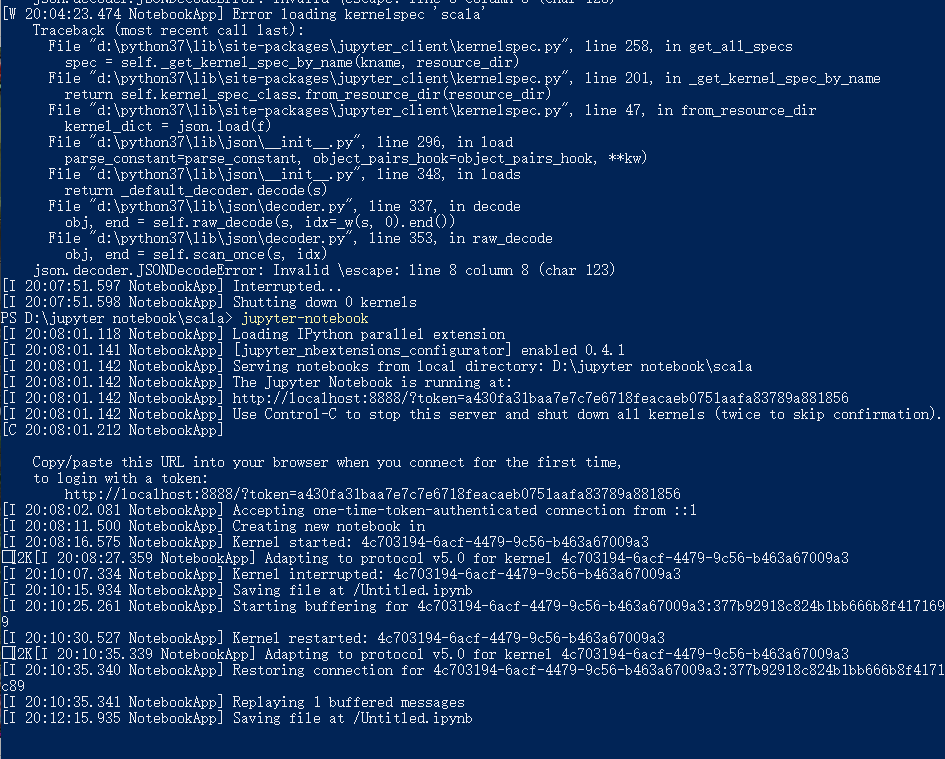 json.decoder.JSONDecodeError: Invalid \escape: line 8 column 8 (char 123)
[W 20:04:23.474 NotebookApp] Error loading kernelspec 'scala'
Traceback (most recent call last):
File "d:\python37\lib\site-packages\jupyter_client\kernelspec.py", line 258, in get_all_specs
spec = self._get_kernel_spec_by_name(kname, resource_dir)
File "d:\python37\lib\site-packages\jupyter_client\kernelspec.py", line 201, in _get_kernel_spec_by_name
return self.kernel_spec_class.from_resource_dir(resource_dir)
File "d:\python37\lib\site-packages\jupyter_client\kernelspec.py", line 47, in from_resource_dir
kernel_dict = json.load(f)
File "d:\python37\lib\json\__init__.py", line 296, in load
parse_constant=parse_constant, object_pairs_hook=object_pairs_hook, **kw)
File "d:\python37\lib\json\__init__.py", line 348, in loads
return _default_decoder.decode(s)
File "d:\python37\lib\json\decoder.py", line 337, in decode
obj, end = self.raw_decode(s, idx=_w(s, 0).end())
File "d:\python37\lib\json\decoder.py", line 353, in raw_decode
obj, end = self.scan_once(s, idx)
json.decoder.JSONDecodeError: Invalid \escape: line 8 column 8 (char 123)
[I 20:07:51.597 NotebookApp] Interrupted...
[I 20:07:51.598 NotebookApp] Shutting down 0 kernels
PS D:\jupyter notebook\scala> jupyter-notebook
[I 20:08:01.118 NotebookApp] Loading IPython parallel extension
[I 20:08:01.141 NotebookApp] [jupyter_nbextensions_configurator] enabled 0.4.1
[I 20:08:01.142 NotebookApp] Serving notebooks from local directory: D:\jupyter notebook\scala
[I 20:08:01.142 NotebookApp] The Jupyter Notebook is running at:
[I 20:08:01.142 NotebookApp] http://localhost:8888/?token=a430fa31baa7e7c7e6718feacaeb0751aafa83789a881856
[I 20:08:01.142 NotebookApp] Use Control-C to stop this server and shut down all kernels (twice to skip confirmation).
[C 20:08:01.212 NotebookApp]
Copy/paste this URL into your browser when you connect for the first time,
to login with a token:
http://localhost:8888/?token=a430fa31baa7e7c7e6718feacaeb0751aafa83789a881856
[I 20:08:02.081 NotebookApp] Accepting one-time-token-authenticated connection from ::1
[I 20:08:11.500 NotebookApp] Creating new notebook in
[I 20:08:16.575 NotebookApp] Kernel started: 4c703194-6acf-4479-9c56-b463a67009a3
□[2K[I 20:08:27.359 NotebookApp] Adapting to protocol v5.0 for kernel 4c703194-6acf-4479-9c56-b463a67009a3
[I 20:10:07.334 NotebookApp] Kernel interrupted: 4c703194-6acf-4479-9c56-b463a67009a3
[I 20:10:15.934 NotebookApp] Saving file at /Untitled.ipynb
[I 20:10:25.261 NotebookApp] Starting buffering for 4c703194-6acf-4479-9c56-b463a67009a3:377b92918c824b1bb666b8f417169
9
[I 20:10:30.527 NotebookApp] Kernel restarted: 4c703194-6acf-4479-9c56-b463a67009a3
□[2K[I 20:10:35.339 NotebookApp] Adapting to protocol v5.0 for kernel 4c703194-6acf-4479-9c56-b463a67009a3
[I 20:10:35.340 NotebookApp] Restoring connection for 4c703194-6acf-4479-9c56-b463a67009a3:377b92918c824b1bb666b8f4171
c89
[I 20:10:35.341 NotebookApp] Replaying 1 buffered messages
[I 20:12:15.935 NotebookApp] Saving file at /Untitled.ipynb